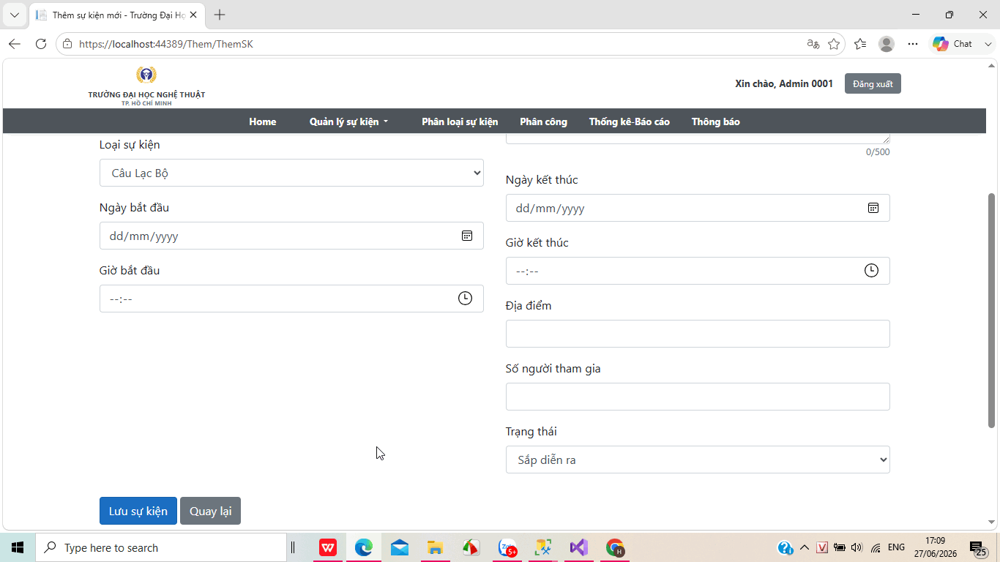 Thêm sự kiện mới - Trường Đại Họ
https://localhost:44389/Them/ThemSK
Chat
TRƯỜNG ĐẠI HỌC NGHỆ THUẬT
TP. HỒ CHÍ MINH
Xin chào, Admin 0001
Đăng xuất
Home
Quản lý sự kiện
Phân loại sự kiện
Phân công
Thống kê-Báo cáo
Thông báo
Loại sự kiện
Câu Lạc Bộ
Ngày bắt đầu
dd/mm/yyyy
Giờ bắt đầu
--:--
0/500
Ngày kết thúc
dd/mm/yyyy
Giờ kết thúc
--:--
Địa điểm
Số người tham gia
Trạng thái
Sắp diễn ra
Lưu sự kiện
Quay lại
Type here to search
5+
H
V
ENG
17:09
27/06/2026
25